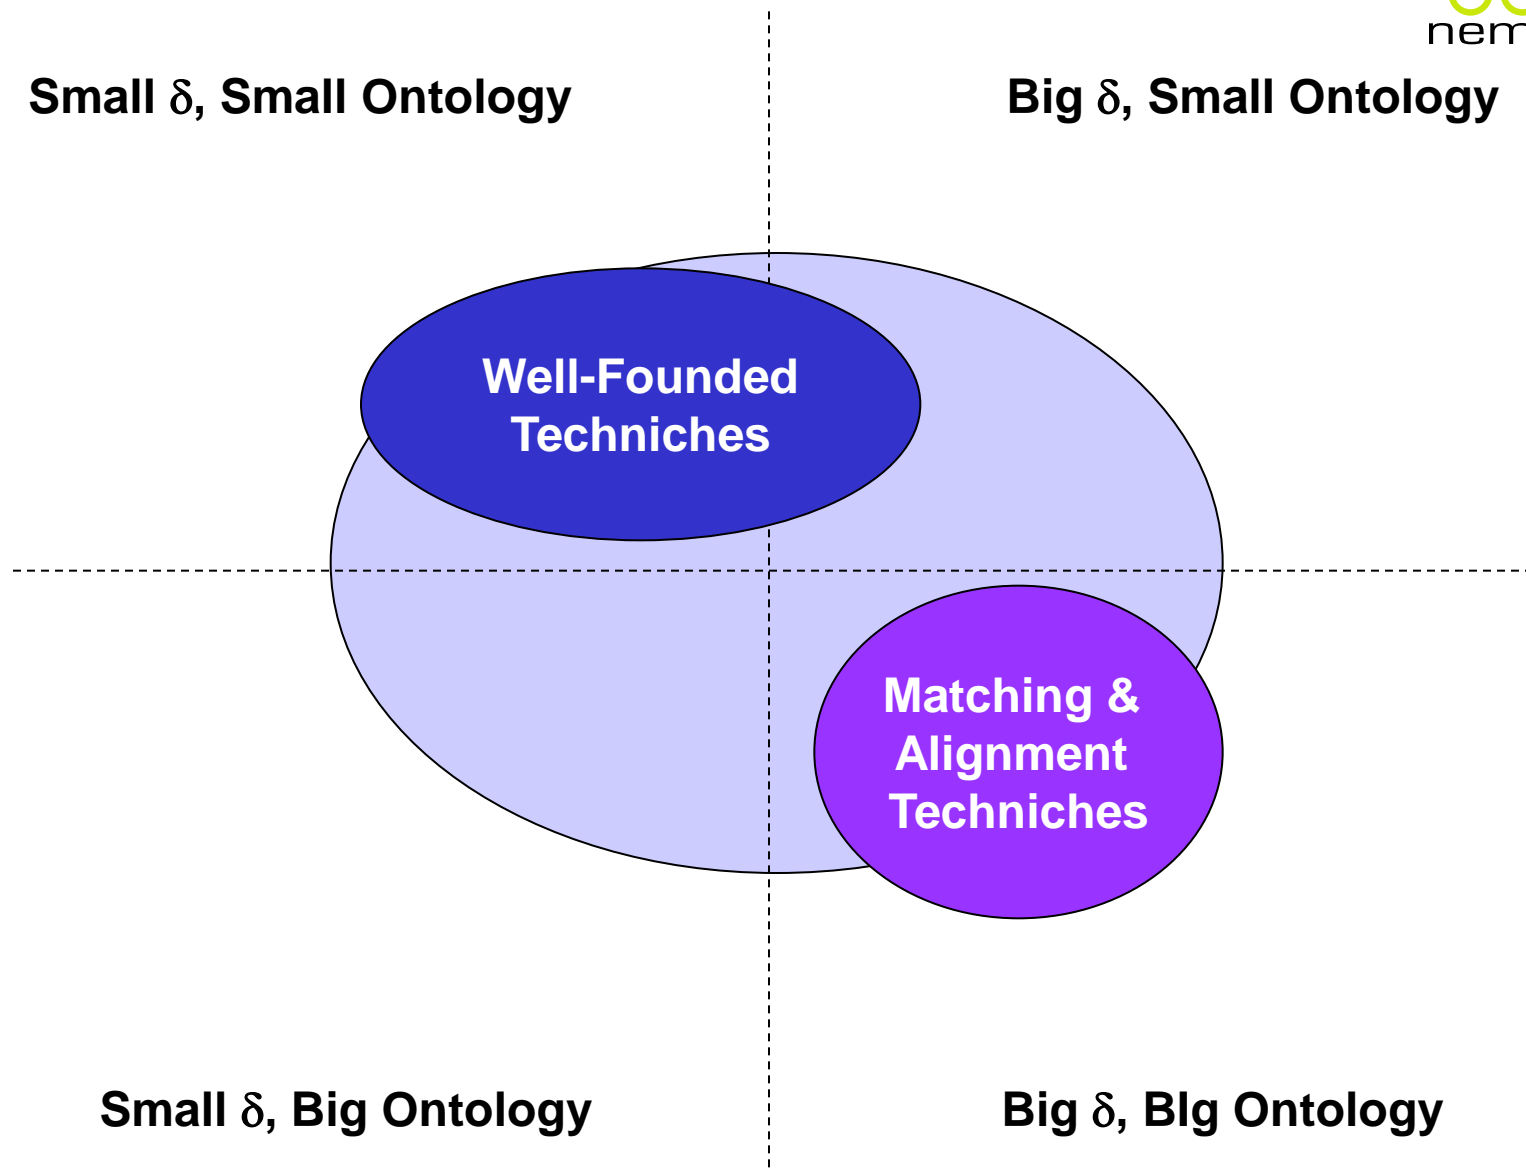 nem
Small δ, Small Ontology
Big δ, Small Ontology
Well-Founded
Techniches
Matching &
Alignment
Techniches
Small δ, Big Ontology
Big δ, BIg Ontology